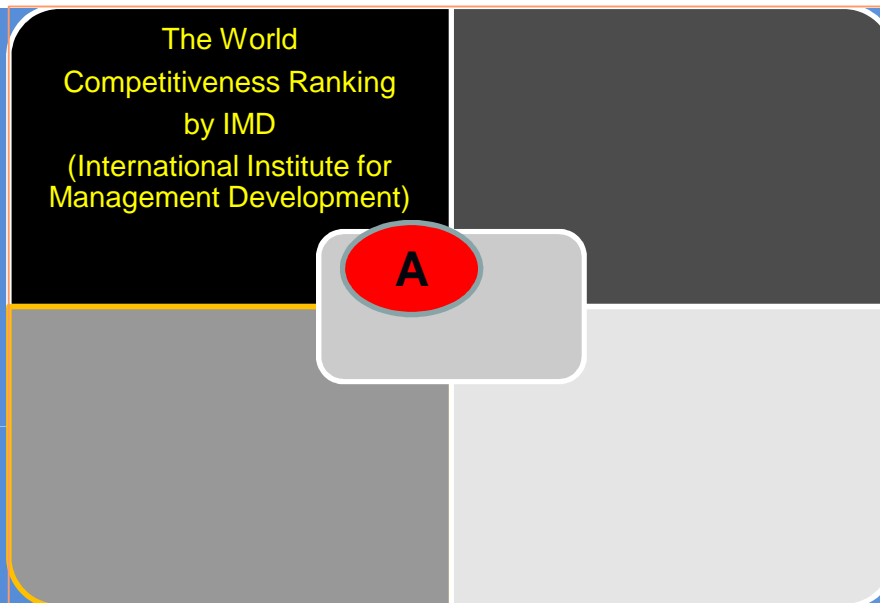 The World
Competitiveness Ranking
by IMD
(International Institute for
Management Development)
A